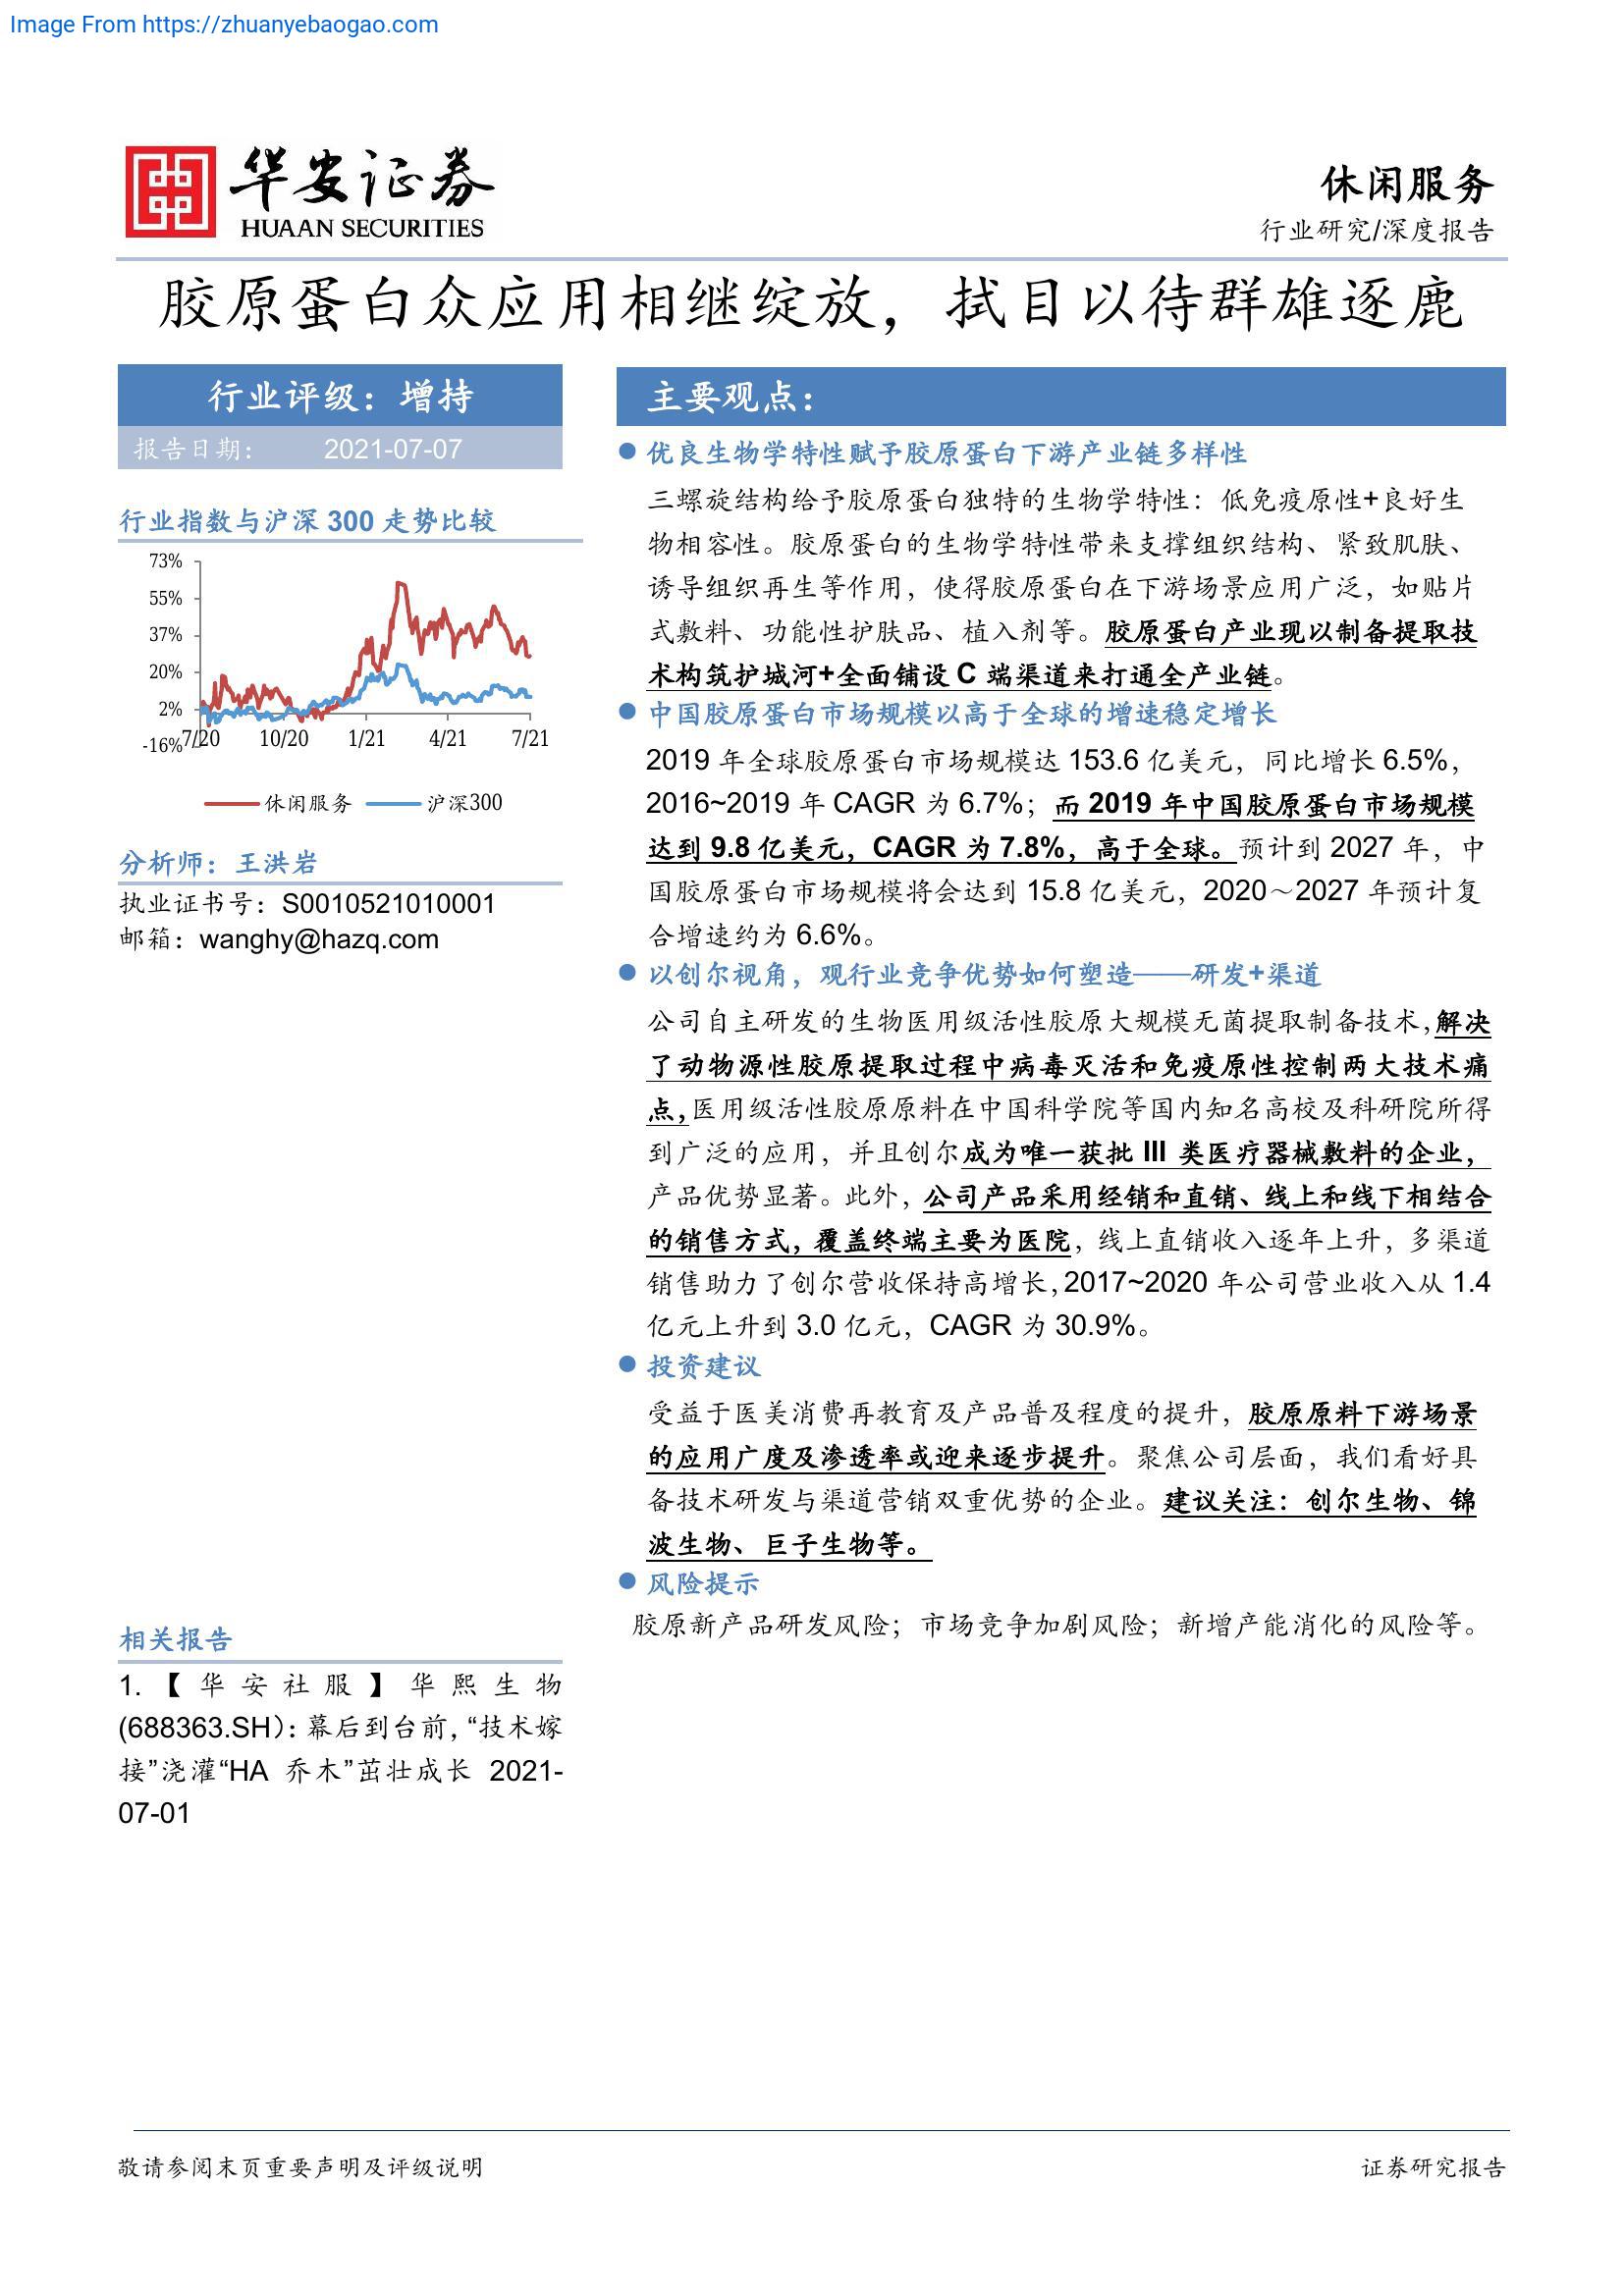 Image From https://zhuanyebaogao.com
华安证券
HUAAN SECURITIES
休闲服务
行业研究/深度报告
胶原蛋白众应用相继绽放，拭目以待群雄逐鹿
行业评级：增持
报告日期： 2021-07-07
行业指数与沪深 300 走势比较
73%
55%
37%
20%
2%
-16%
7/20 10/20 1/21 4/21 7/21
休闲服务 沪深300
分析师：王洪岩
执业证书号：S0010521010001
邮箱：wanghy@hazq.com
相关报告
1. 【华安社服】华熙生物
(688363.SH）：幕后到台前，“技术嫁
接”浇灌“HA 乔木”茁壮成长 2021-
07-01
主要观点：
优良生物学特性赋予胶原蛋白下游产业链多样性
三螺旋结构给予胶原蛋白独特的生物学特性：低免疫原性+良好生
物相容性。胶原蛋白的生物学特性带来支撑组织结构、紧致肌肤、
诱导组织再生等作用，使得胶原蛋白在下游场景应用广泛，如贴片
式敷料、功能性护肤品、植入剂等。胶原蛋白产业现以制备提取技
术构筑护城河+全面铺设 C 端渠道来打通全产业链。
中国胶原蛋白市场规模以高于全球的增速稳定增长
2019 年全球胶原蛋白市场规模达 153.6 亿美元，同比增长 6.5%，
2016~2019 年 CAGR 为 6.7%；而 2019 年中国胶原蛋白市场规模
达到 9.8 亿美元，CAGR 为 7.8%，高于全球。预计到 2027 年，中
国胶原蛋白市场规模将会达到 15.8 亿美元，2020～2027 年预计复
合增速约为 6.6%。
以创尔视角，观行业竞争优势如何塑造——研发+渠道
公司自主研发的生物医用级活性胶原大规模无菌提取制备技术，解决
了动物源性胶原提取过程中病毒灭活和免疫原性控制两大技术痛
点，医用级活性胶原原料在中国科学院等国内知名高校及科研院所得
到广泛的应用，并且创尔成为唯一获批 III 类医疗器械敷料的企业，
产品优势显著。此外，公司产品采用经销和直销、线上和线下相结合
的销售方式，覆盖终端主要为医院，线上直销收入逐年上升，多渠道
销售助力了创尔营收保持高增长，2017~2020 年公司营业收入从 1.4
亿元上升到 3.0 亿元，CAGR 为 30.9%。
投资建议
受益于医美消费再教育及产品普及程度的提升，胶原原料下游场景
的应用广度及渗透率或迎来逐步提升。聚焦公司层面，我们看好具
备技术研发与渠道营销双重优势的企业。建议关注：创尔生物、锦
波生物、巨子生物等。
风险提示
胶原新产品研发风险；市场竞争加剧风险；新增产能消化的风险等。
敬请参阅末页重要声明及评级说明
证券研究报告